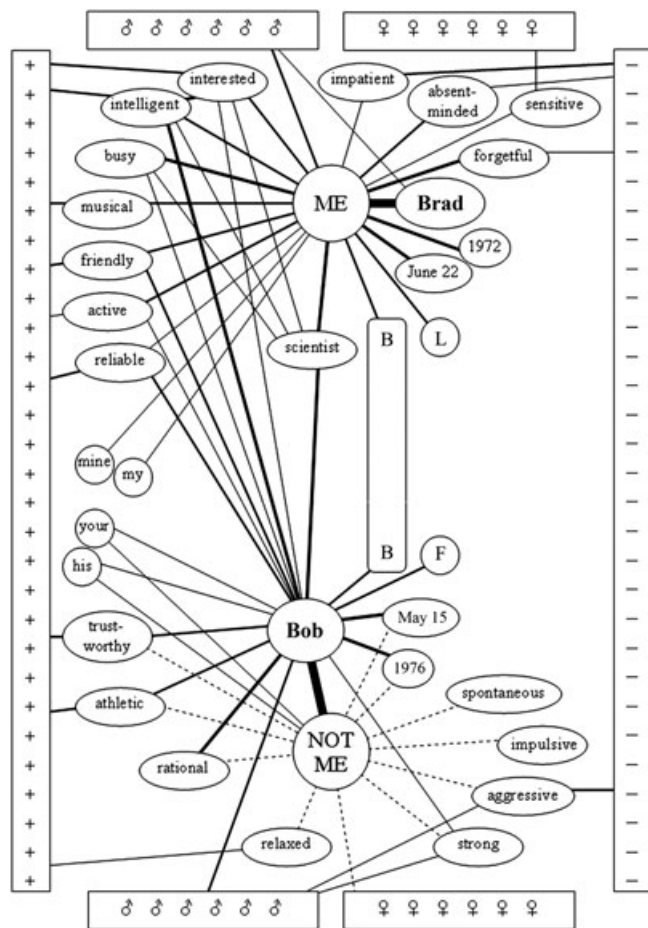 ♂ ♂ ♂ ♂ ♂ ♂
♀ ♀ ♀ ♀ ♀ ♀
+ + + + + + + + + + + + + + + + + + + + + + + + + + + + +
− − − − − − − − − − − − − − − − − − − − − − − − − − − − −
interested
impatient
absent-
minded
sensitive
intelligent
busy
forgetful
ME
Brad
musical
1972
friendly
June 22
active
B
L
scientist
reliable
mine
my
your
his
B
F
Bob
May 15
trust-
worthy
1976
spontaneous
athletic
NOT
ME
impulsive
rational
aggressive
relaxed
strong
♂ ♂ ♂ ♂ ♂ ♂
♀ ♀ ♀ ♀ ♀ ♀